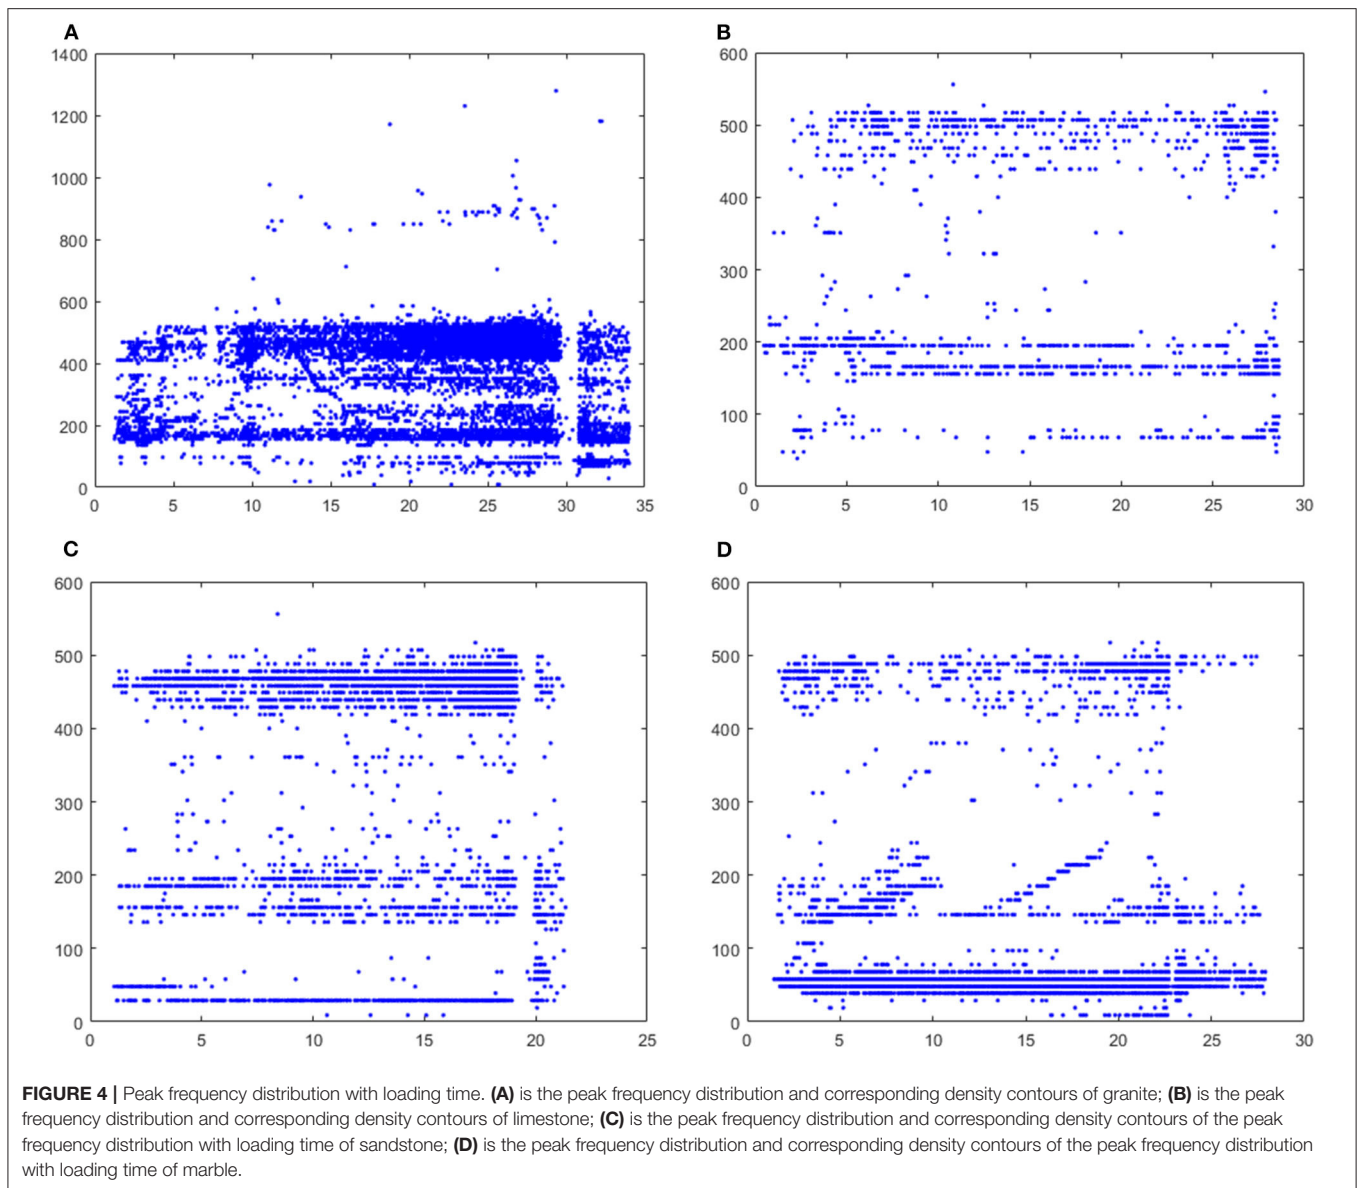 A
1400
1200
1000
800
600
400
200
0
0 5 10 15 20 25 30 35
B
600
500
400
300
200
100
0
0 5 10 15 20 25 30
C
600
500
400
300
200
100
0
0 5 10 15 20 25
D
600
500
400
300
200
100
0
0 5 10 15 20 25 30
FIGURE 4 | Peak frequency distribution with loading time. (A) is the peak frequency distribution and corresponding density contours of granite; (B) is the peak
frequency distribution and corresponding density contours of limestone; (C) is the peak frequency distribution and corresponding density contours of the peak
frequency distribution with loading time of sandstone; (D) is the peak frequency distribution and corresponding density contours of the peak frequency distribution
with loading time of marble.